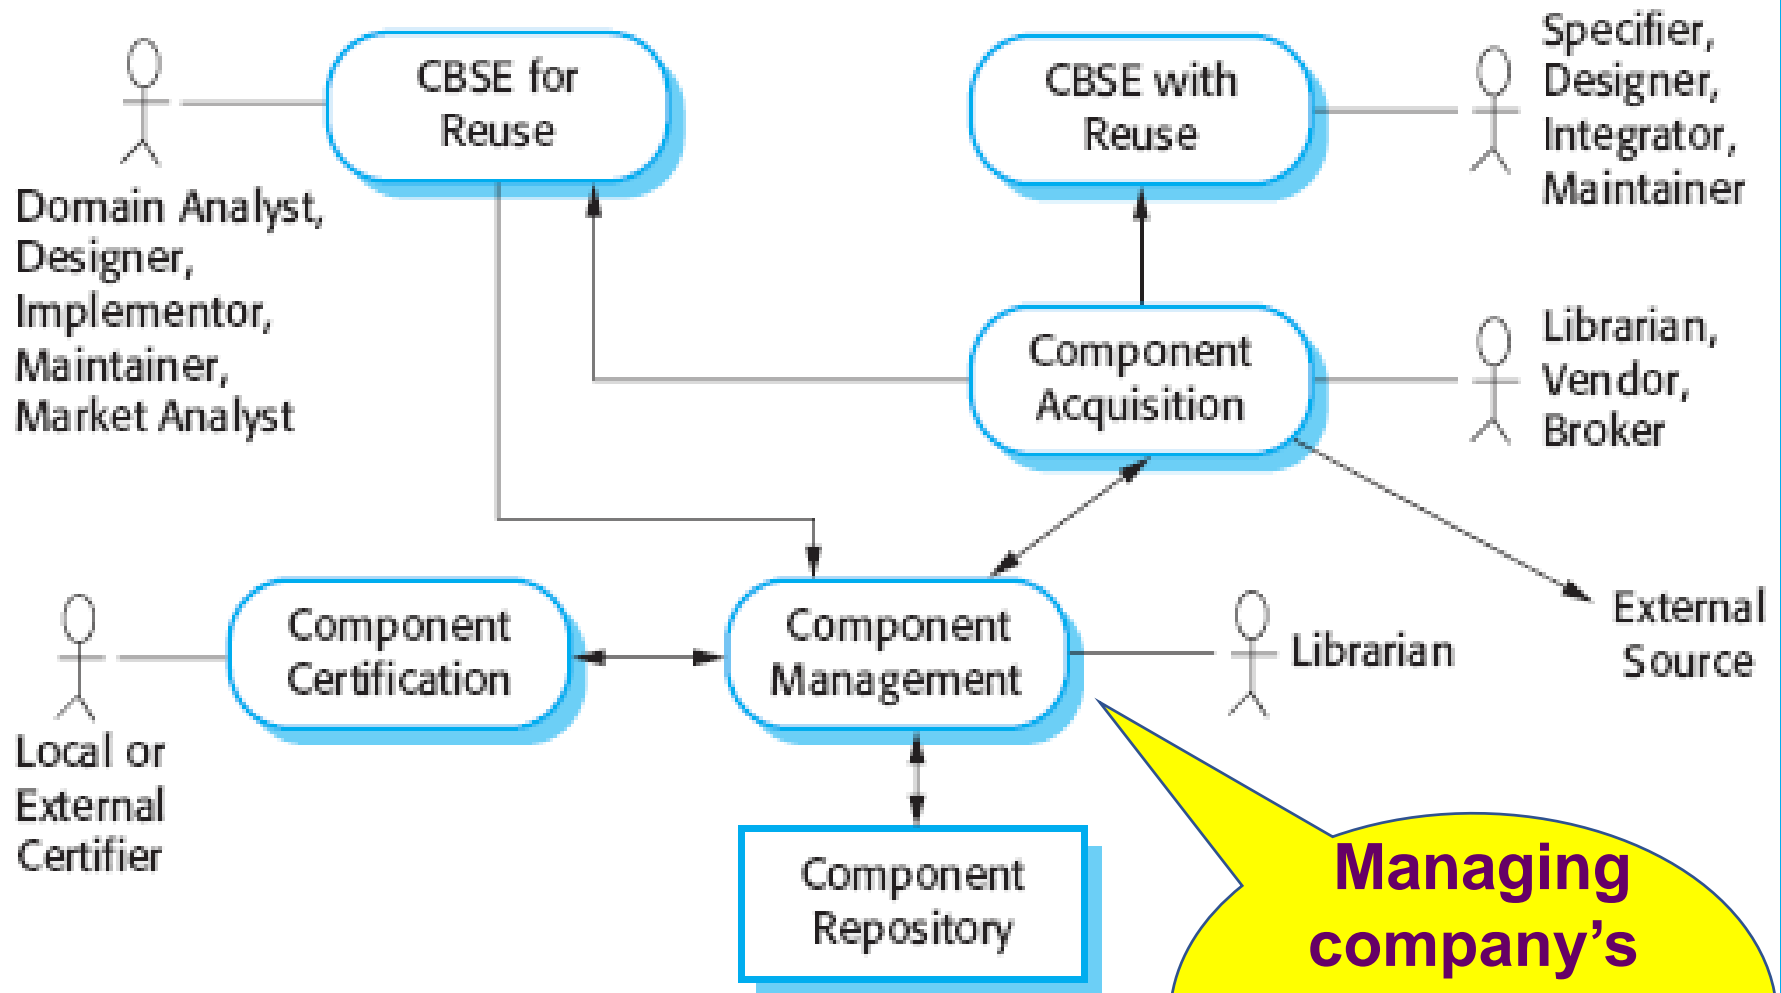 CBSE for
Reuse
CBSE with
Reuse
Specifier,
Designer,
Integrator,
Maintainer
Domain Analyst,
Designer,
Implementor,
Maintainer,
Market Analyst
Component
Acquisition
Librarian,
Vendor,
Broker
Component
Certification
Component
Management
Librarian
External
Source
Local or
External
Certifier
Component
Repository
Managing
company’s